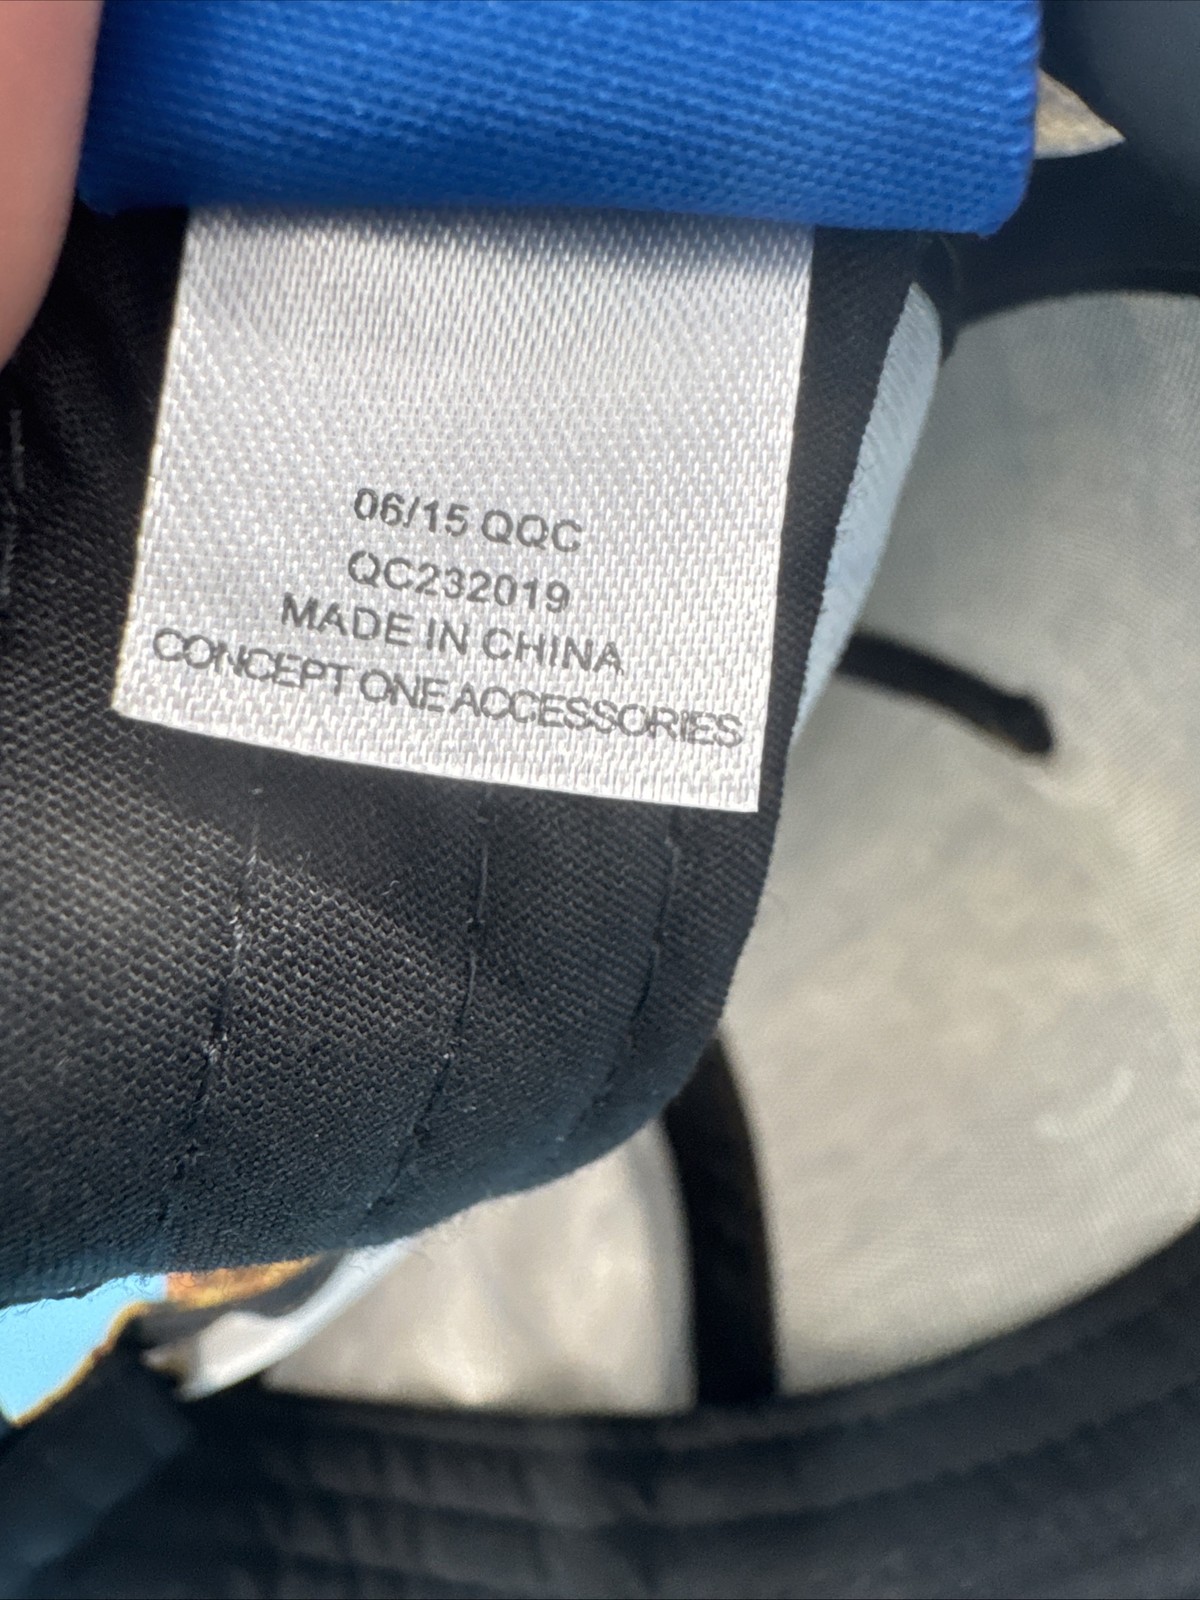 06/15 QQC
QC232019
MADE IN CHINA
CONCEPT ONE ACCESSORIES